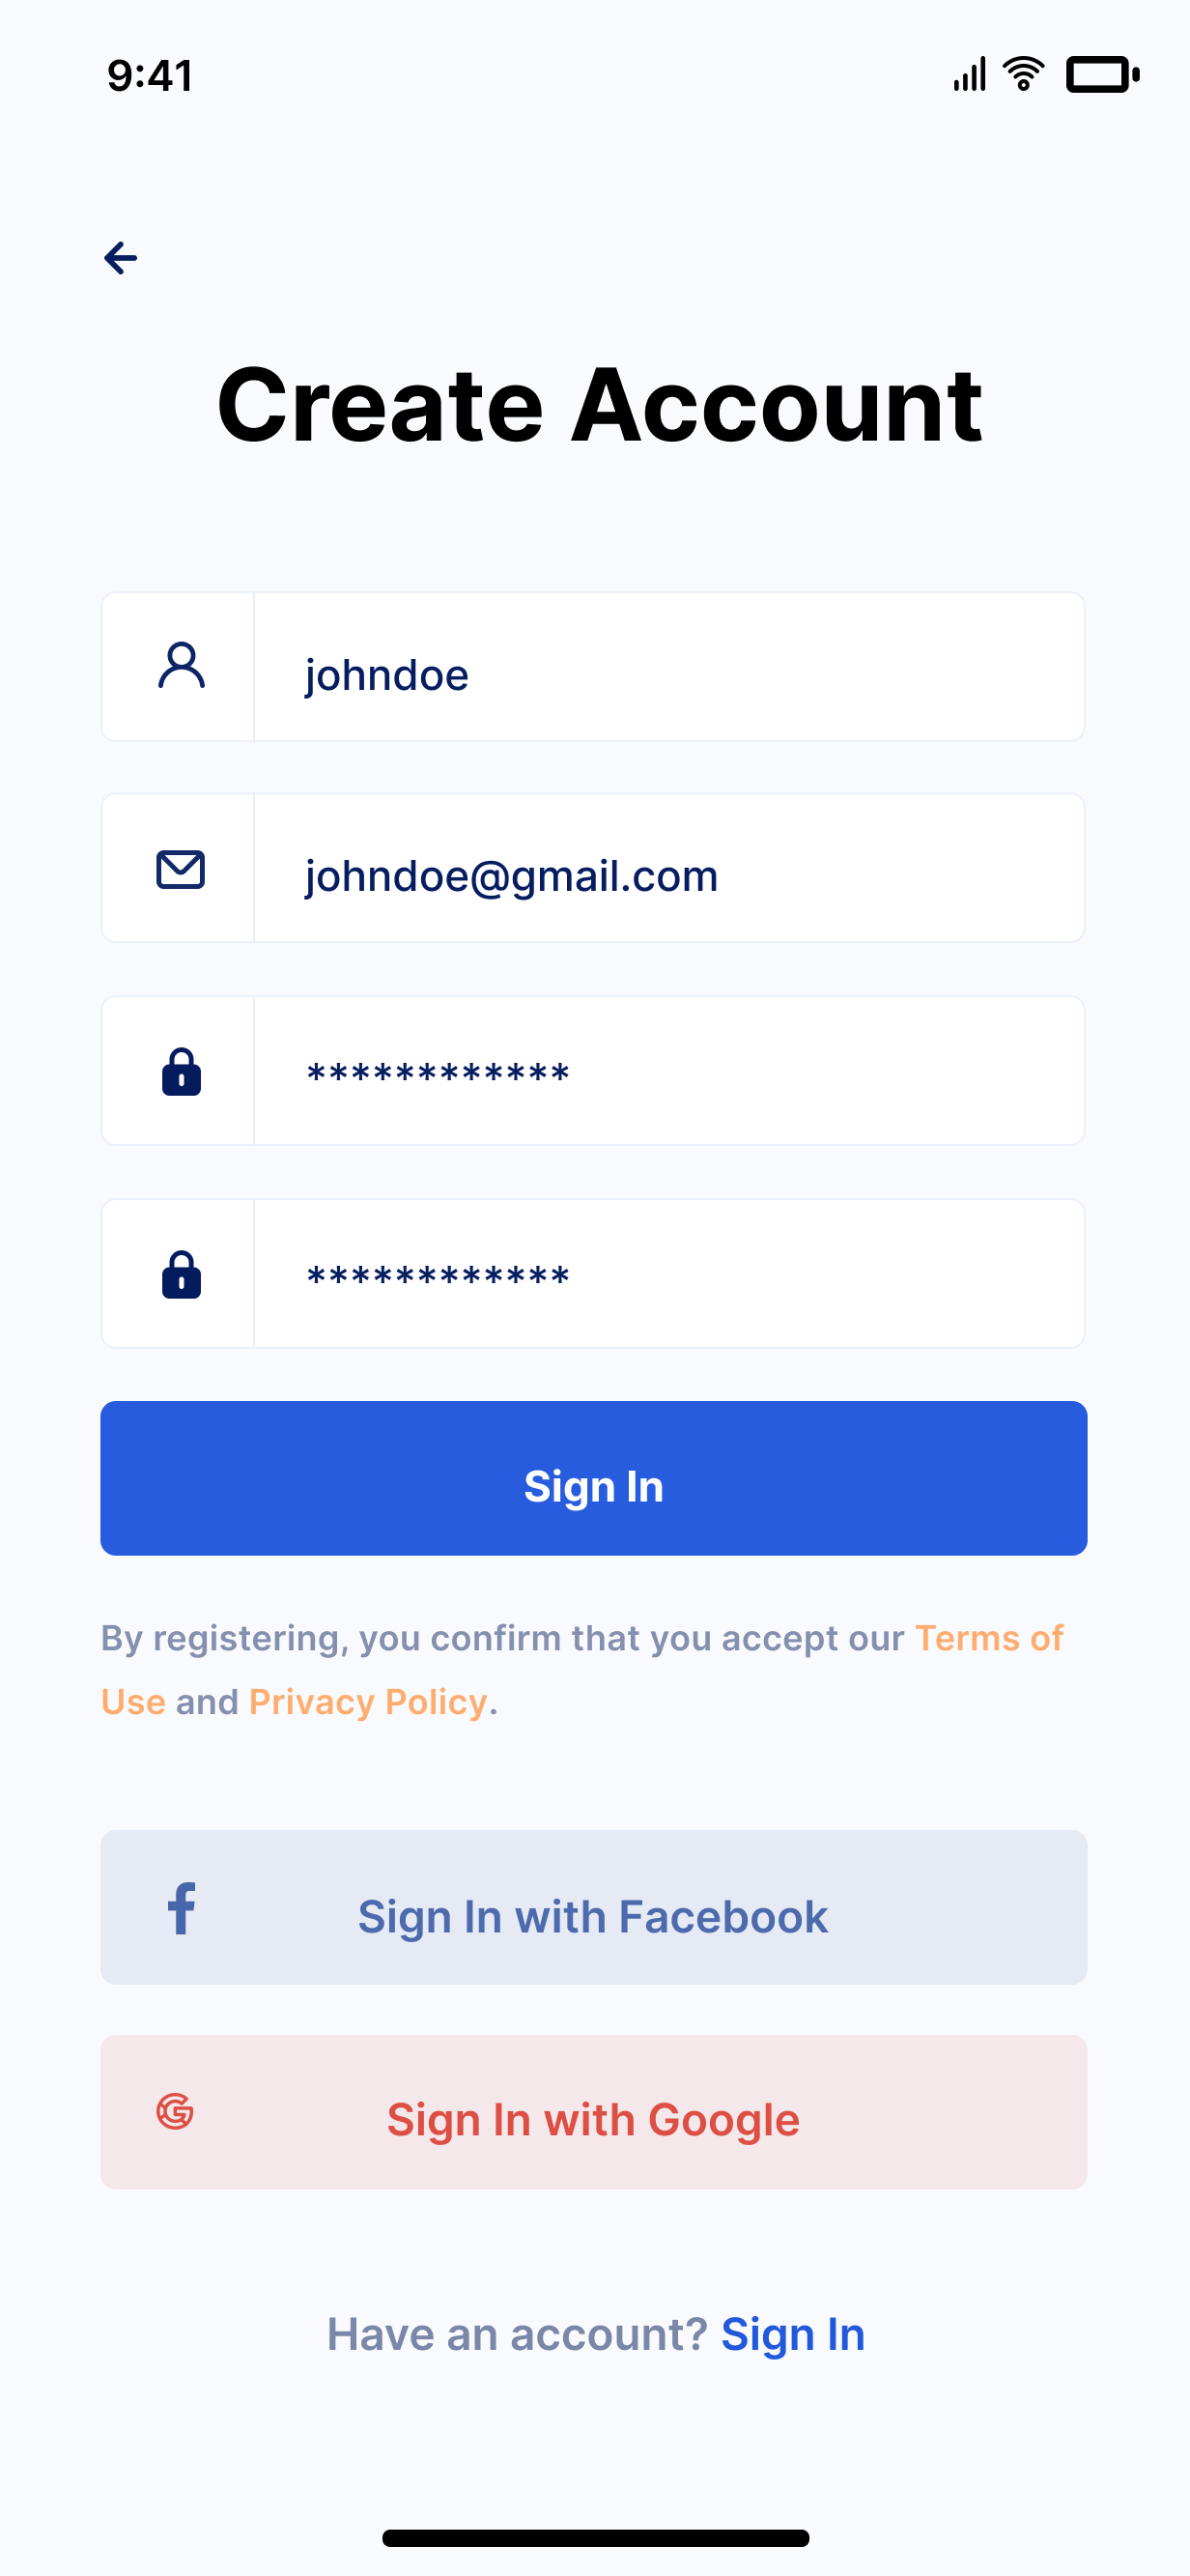 9:41
Create Account
johndoe
johndoe@gmail.com
************
************
Sign In
By registering, you confirm that you accept our Terms of
Use and Privacy Policy.
Sign In with Facebook
Sign In with Google
Have an account? Sign In